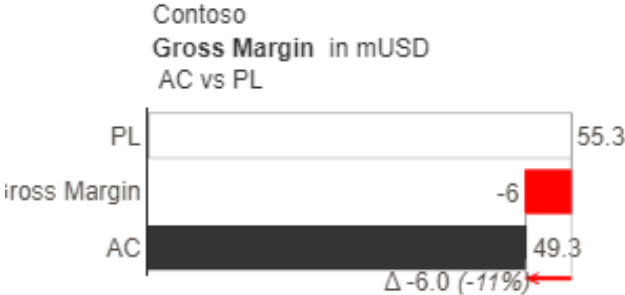 Contoso
Gross Margin in mUSD
AC vs PL
PL 55.3
ross Margin -6
AC 49.3
Δ -6.0 (-11%)